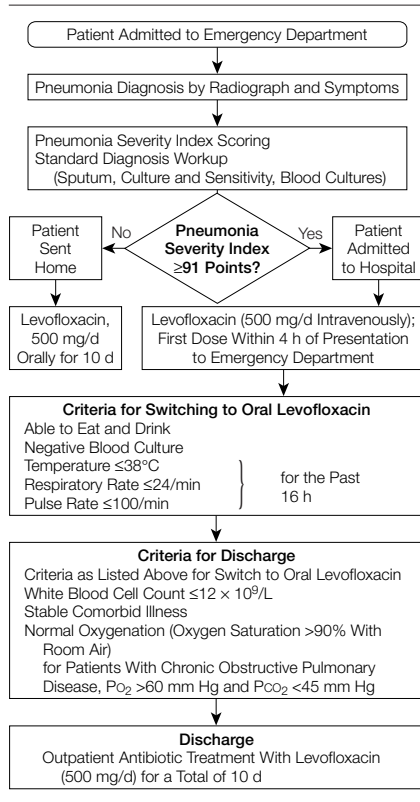 Patient Admitted to Emergency Department
Pneumonia Diagnosis by Radiograph and Symptoms
Pneumonia Severity Index Scoring
Standard Diagnosis Workup
(Sputum, Culture and Sensitivity, Blood Cultures)
Patient
Sent
Home
No
Pneumonia
Severity Index
≥91 Points?
Yes
Patient
Admitted
to Hospital
Levofloxacin,
500 mg/d
Orally for 10 d
Levofloxacin (500 mg/d Intravenously);
First Dose Within 4 h of Presentation
to Emergency Department
Criteria for Switching to Oral Levofloxacin
Able to Eat and Drink
Negative Blood Culture
Temperature ≤38°C
Respiratory Rate ≤24/min
Pulse Rate ≤100/min
for the Past
16 h
Criteria for Discharge
Criteria as Listed Above for Switch to Oral Levofloxacin
White Blood Cell Count ≤12 × 10⁹/L
Stable Comorbid Illness
Normal Oxygenation (Oxygen Saturation >90% With
Room Air)
for Patients With Chronic Obstructive Pulmonary
Disease, PO₂ >60 mm Hg and PCO₂ <45 mm Hg
Discharge
Outpatient Antibiotic Treatment With Levofloxacin
(500 mg/d) for a Total of 10 d